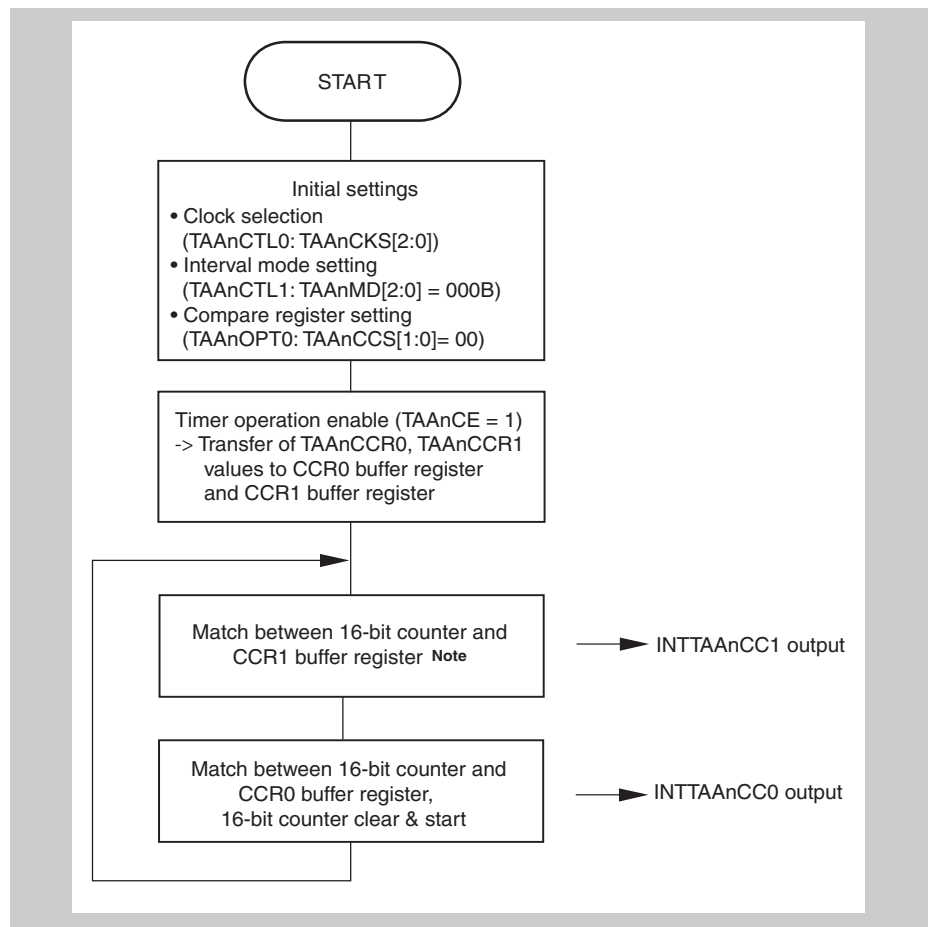 START
Initial settings
• Clock selection
(TAAnCTL0: TAAnCKS[2:0])
• Interval mode setting
(TAAnCTL1: TAAnMD[2:0] = 000B)
• Compare register setting
(TAAnOPT0: TAAnCCS[1:0]= 00)
Timer operation enable (TAAnCE = 1)
-> Transfer of TAAnCCR0, TAAnCCR1
values to CCR0 buffer register
and CCR1 buffer register
Match between 16-bit counter and
CCR1 buffer register Note
INTTAAnCC1 output
Match between 16-bit counter and
CCR0 buffer register,
16-bit counter clear & start
INTTAAnCC0 output